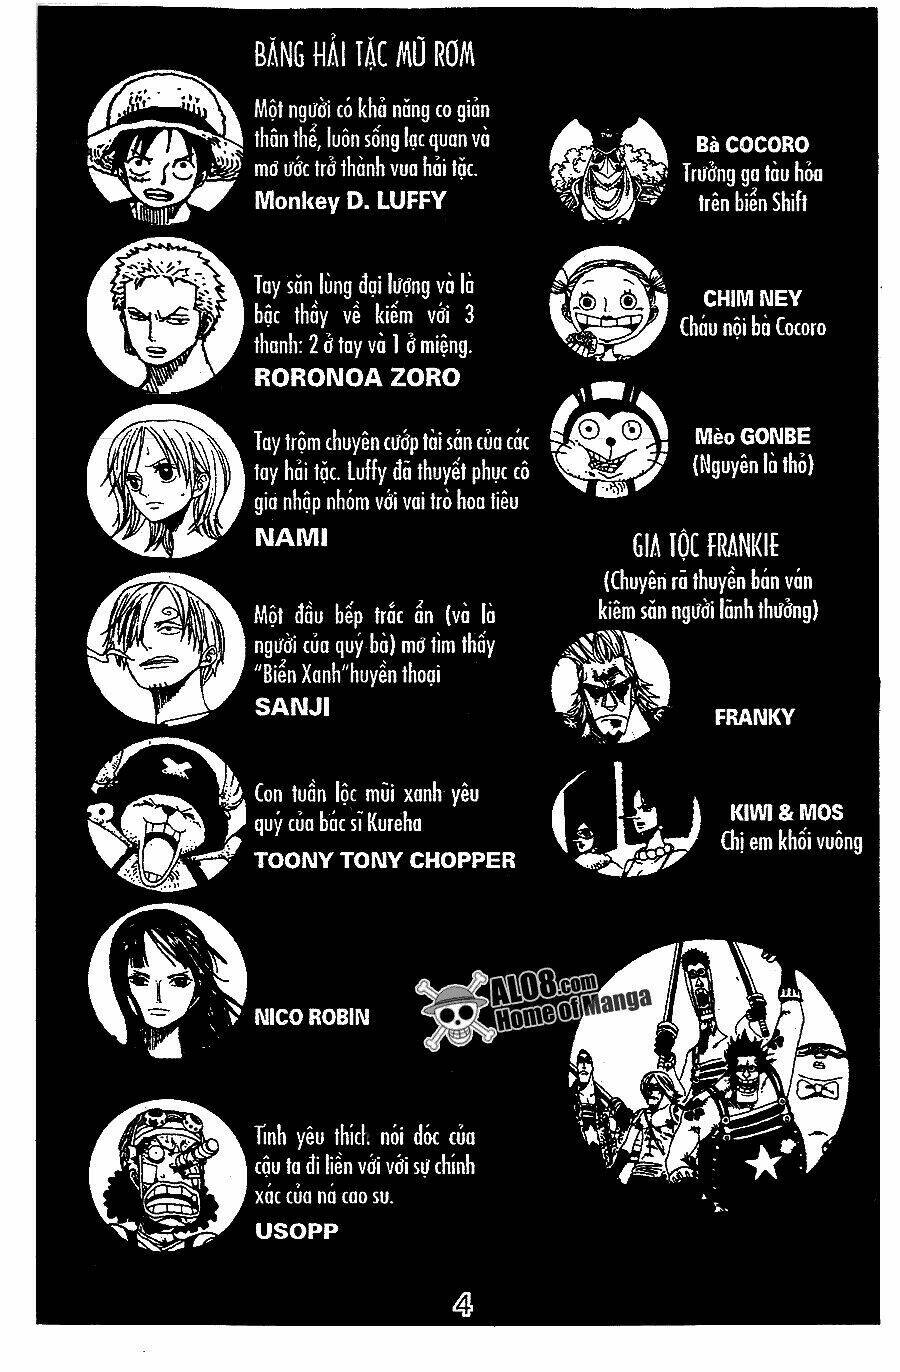 BĂNG HẢI TẶC MŨ RƠM
Một người có khả năng co giãn
thân thể, luôn sống lạc quan và
mơ ước trở thành vua hải tặc.
Monkey D. LUFFY
Tay săn lùng đại lượng và là
bậc thầy về kiếm với 3
thanh: 2 ở tay và 1 ở miệng.
RORONOA ZORO
Tay trộm chuyên cướp tài sản của các
tay hải tặc. Luffy đã thuyết phục cô
gia nhập nhóm với vai trò hoa tiêu
NAMI
Một đầu bếp trắc ẩn (và là
người của quý bà) mơ tìm thấy
"Biển Xanh"huyền thoại
SANJI
Con tuần lộc mũi xanh yêu
quý của bác sĩ Kureha
TOONY TONY CHOPPER
NICO ROBIN
Tính yêu thích nói dóc của
cậu ta đi liền với với sự chính
xác của ná cao su.
USOPP
Bà COCORO
Trưởng ga tàu hỏa
trên biển Shift
CHIM NEY
Cháu nội bà Cocoro
Mèo GONBE
(Nguyên là thỏ)
GIA TỘC FRANKIE
(Chuyên rã thuyền bán ván
kiêm săn người lãnh thưởng)
FRANKY
KIWI & MOS
Chị em khối vuông
ALO8.com
Home of Manga
4